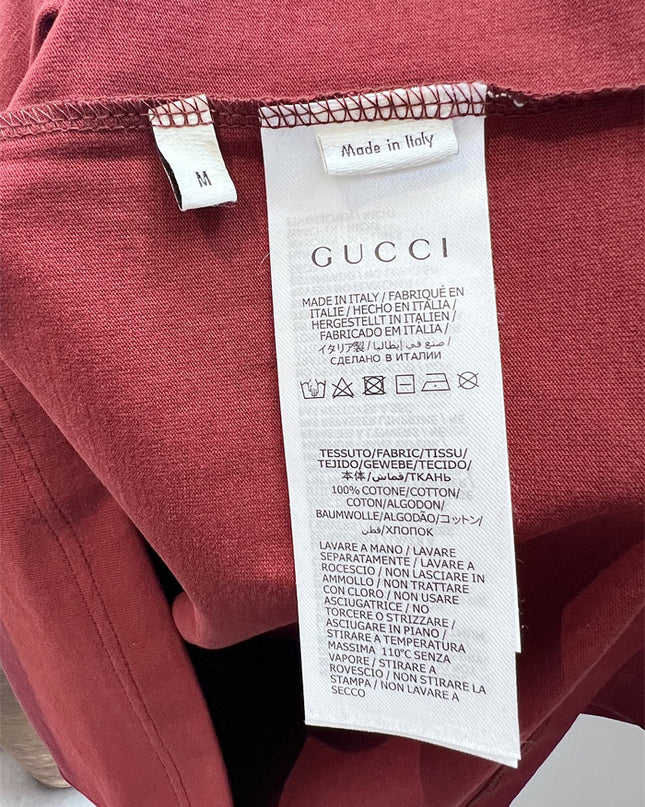 M
Made in Italy
GUCCI
MADE IN ITALY / FABRIQUÉ EN
ITALIE / HECHO EN ITALIA /
HERGESTELLT IN ITALIEN /
FABRICADO EM ITÁLIA /
イタリア製 / صنع في إيطاليا /
СДЕЛАНО В ИТАЛИИ
TESSUTO/FABRIC/TISSU/
TEJIDO/GEWEBE/TECIDO/
本体/قماش/ТКАНЬ
100% COTONE/COTTON/
COTON/ALGODON/
BAUMWOLLE/ALGODÃO/コットン/
قطن/ХЛОПОК
LAVARE A MANO / LAVARE
SEPARATAMENTE / LAVARE A
ROVESCIO / NON LASCIARE IN
AMMOLLO / NON TRATTARE
CON CLORO / NON USARE
ASCIUGATRICE / NO
TORCERE O STRIZZARE /
ASCIUGARE IN PIANO /
STIRARE A TEMPERATURA
MASSIMA 110°C SENZA
VAPORE / STIRARE A
ROVESCIO / NON STIRARE LA
STAMPA / NON LAVARE A
SECCO